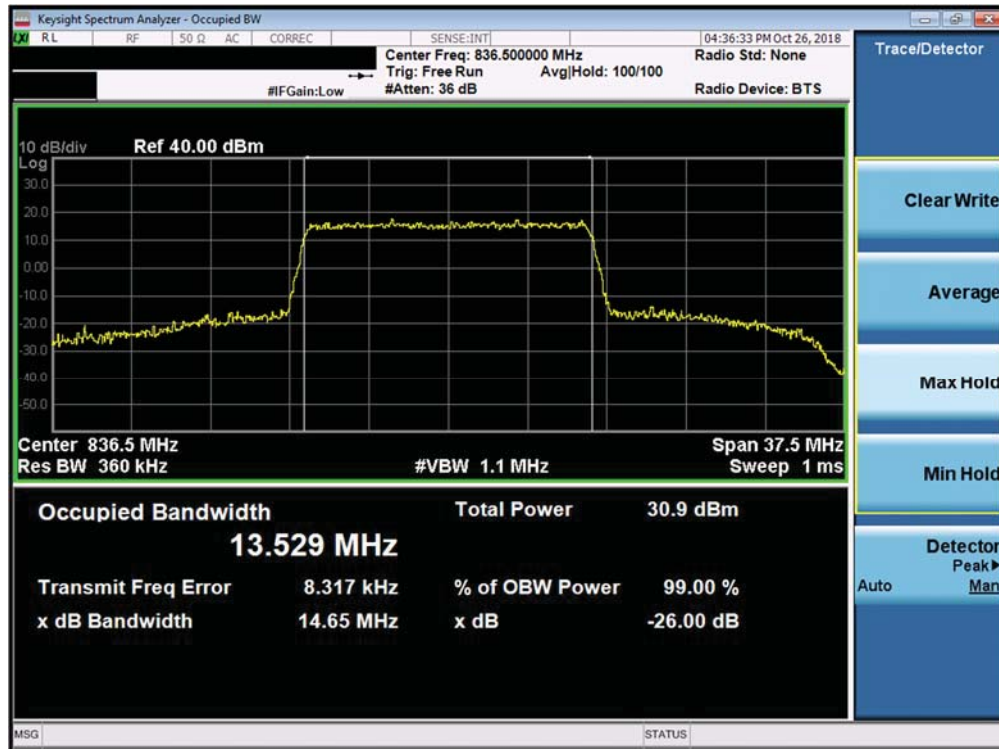 Keysight Spectrum Analyzer - Occupied BW
LXI RL RF 50 Ω AC CORREC SENSE:INT 04:36:33 PM Oct 26, 2018
Center Freq: 836.500000 MHz Radio Std: None
Trig: Free Run Avg|Hold: 100/100
#IFGain:Low #Atten: 36 dB Radio Device: BTS
10 dB/div Ref 40.00 dBm
Log
30.0
20.0
10.0
0.00
-10.0
-20.0
-30.0
-40.0
-50.0
Center 836.5 MHz Span 37.5 MHz
Res BW 360 kHz #VBW 1.1 MHz Sweep 1 ms
Occupied Bandwidth Total Power 30.9 dBm
13.529 MHz
Transmit Freq Error 8.317 kHz % of OBW Power 99.00 %
x dB Bandwidth 14.65 MHz x dB -26.00 dB
MSG STATUS
Trace/Detector
Clear Write
Average
Max Hold
Min Hold
Detector
Peak▶
Auto Man